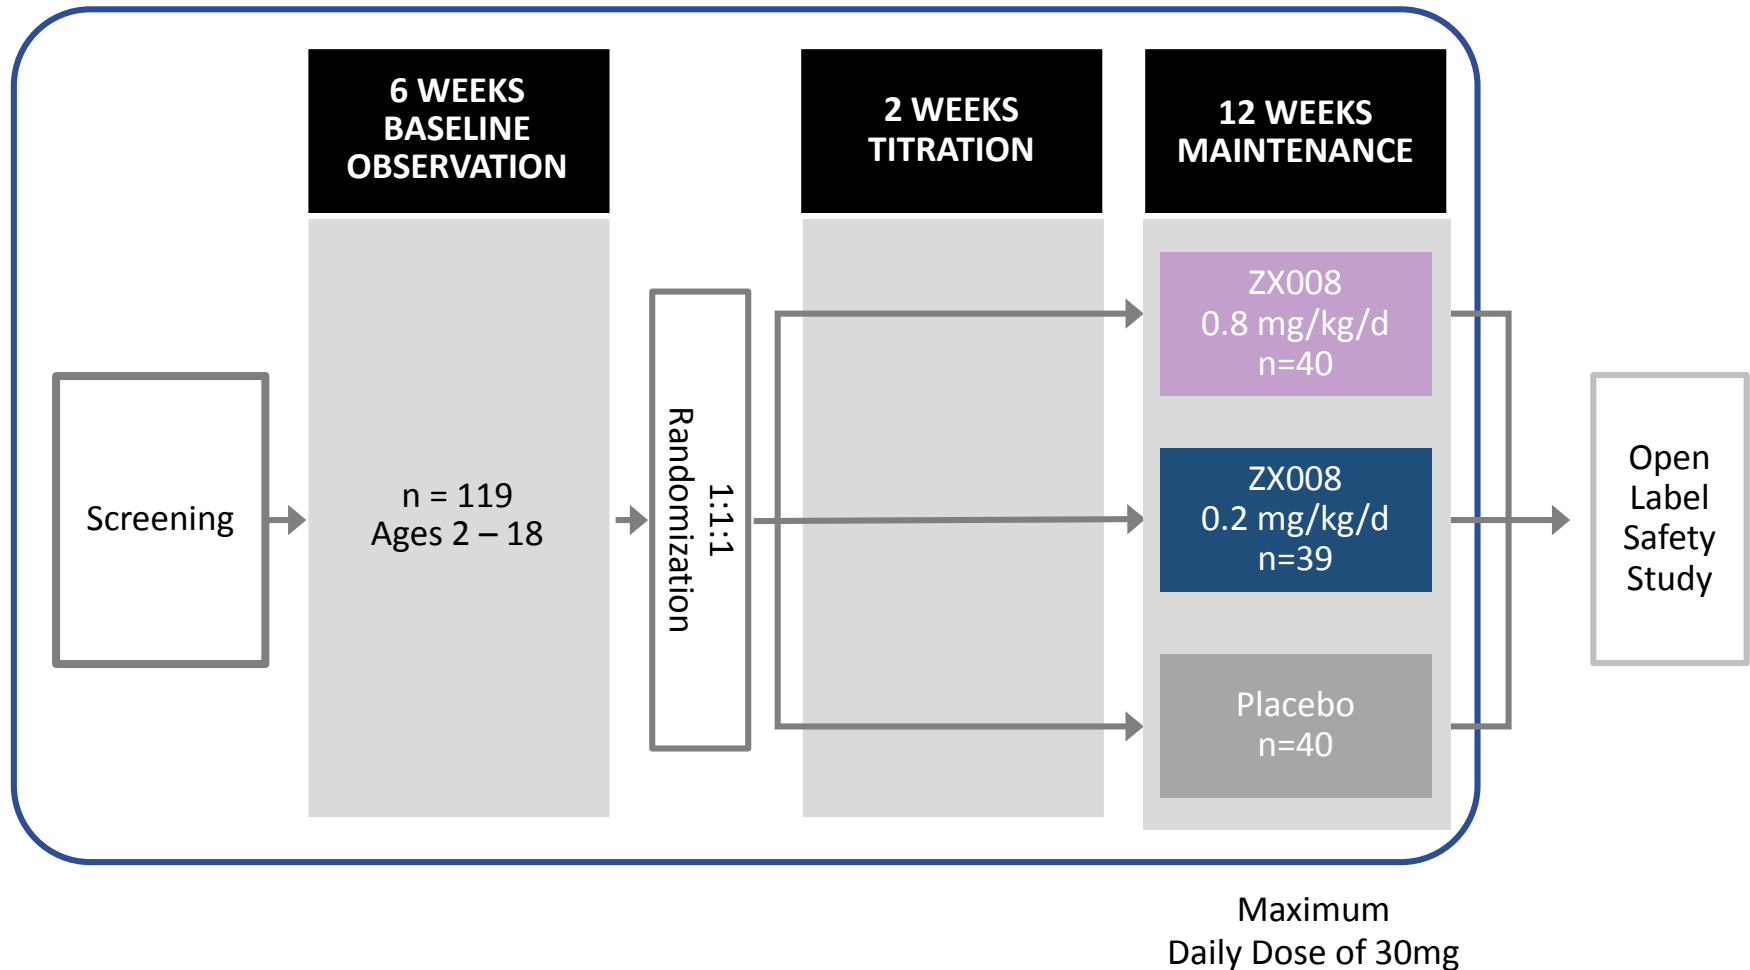 6 WEEKS
BASELINE
OBSERVATION
2 WEEKS
TITRATION
12 WEEKS
MAINTENANCE
Screening
n = 119
Ages 2 – 18
1:1:1
Randomization
ZX008
0.8 mg/kg/d
n=40
ZX008
0.2 mg/kg/d
n=39
Placebo
n=40
Open
Label
Safety
Study
Maximum
Daily Dose of 30mg